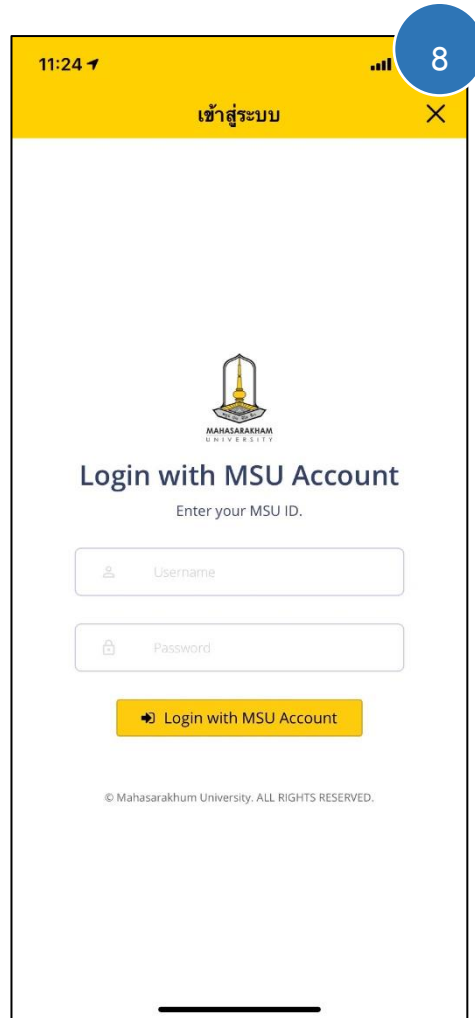 11:24
8
เข้าสู่ระบบ
MAHASARAKHAM
UNIVERSITY
Login with MSU Account
Enter your MSU ID.
Username
Password
Login with MSU Account
© Mahasarakhum University. ALL RIGHTS RESERVED.